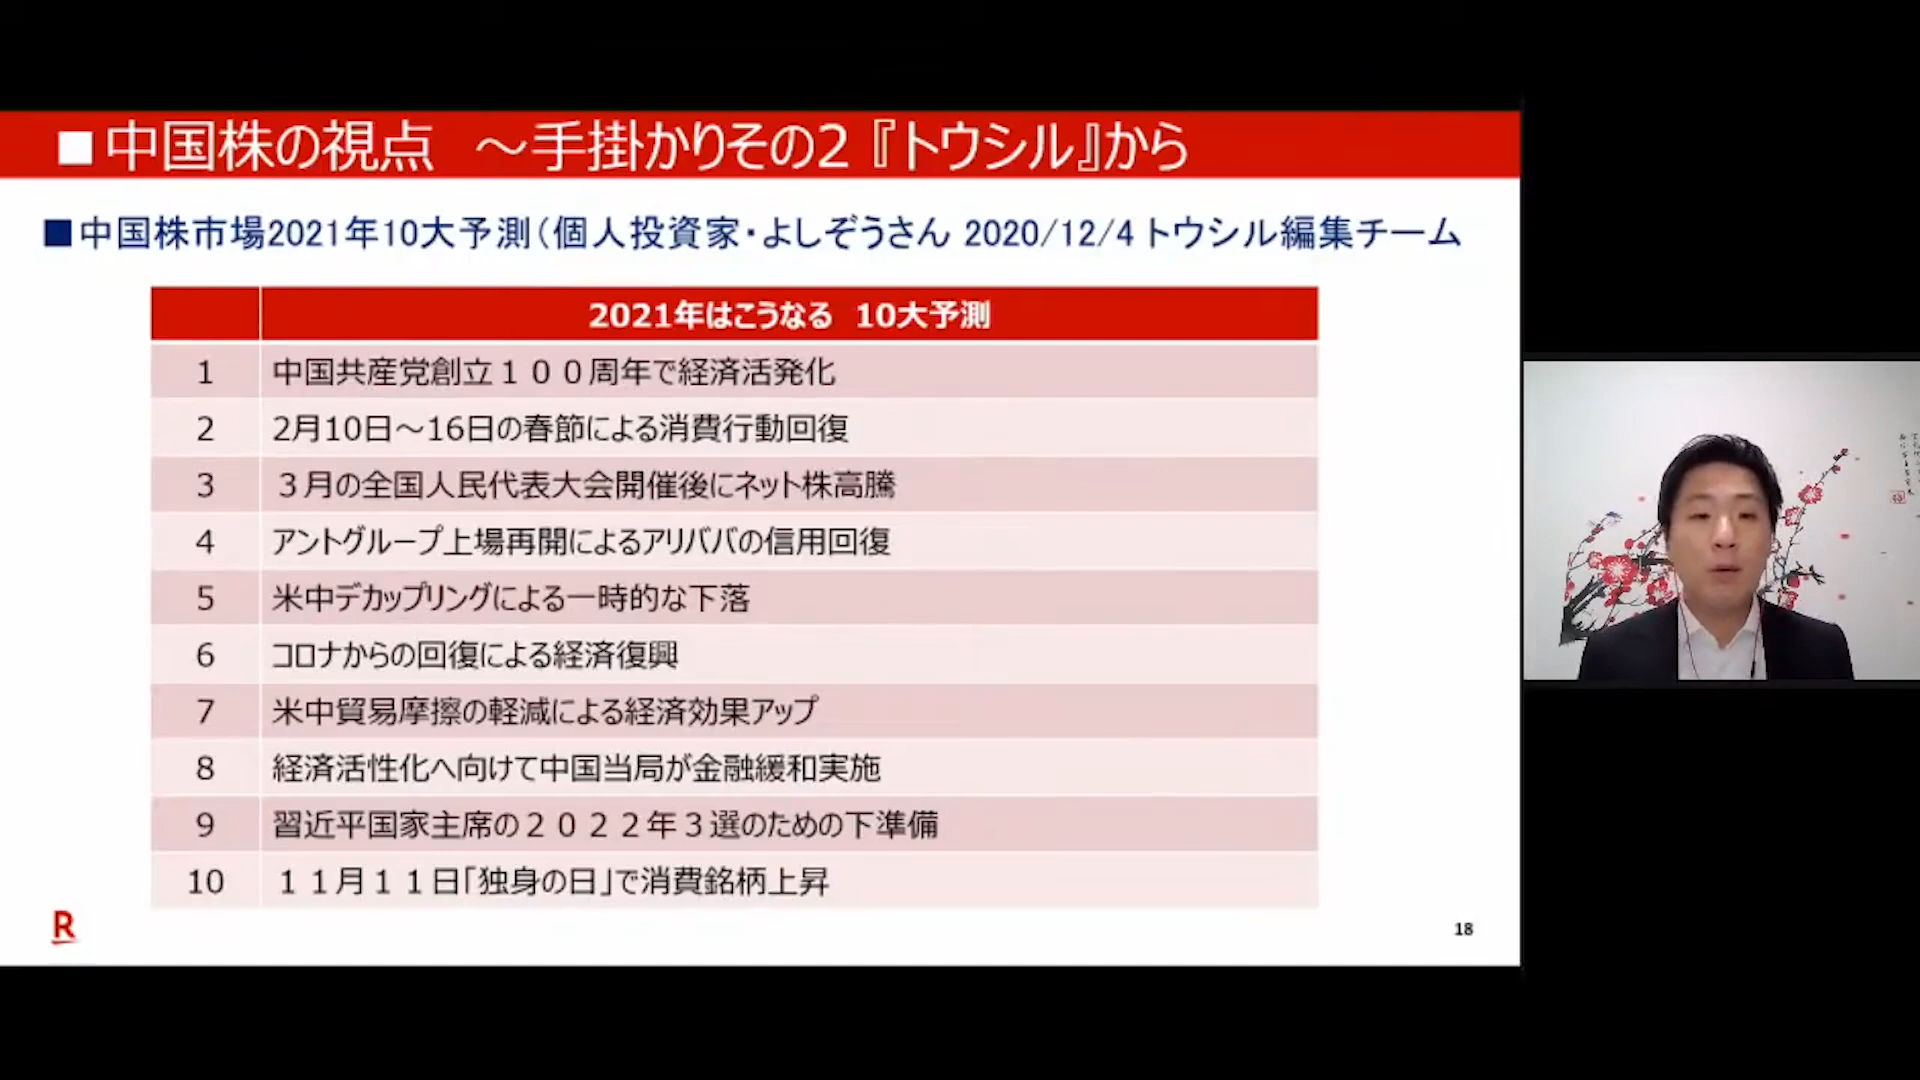 ■中国株の視点　～手掛かりその2『トウシル』から
■中国株市場2021年10大予測（個人投資家・よしぞうさん 2020/12/4 トウシル編集チーム
2021年はこうなる　10大予測
1 中国共産党創立１００周年で経済活発化
2 2月10日～16日の春節による消費行動回復
3 ３月の全国人民代表大会開催後にネット株高騰
4 アントグループ上場再開によるアリババの信用回復
5 米中デカップリングによる一時的な下落
6 コロナからの回復による経済復興
7 米中貿易摩擦の軽減による経済効果アップ
8 経済活性化へ向けて中国当局が金融緩和実施
9 習近平国家主席の２０２２年３選のための下準備
10 １１月１１日「独身の日」で消費銘柄上昇
R
18